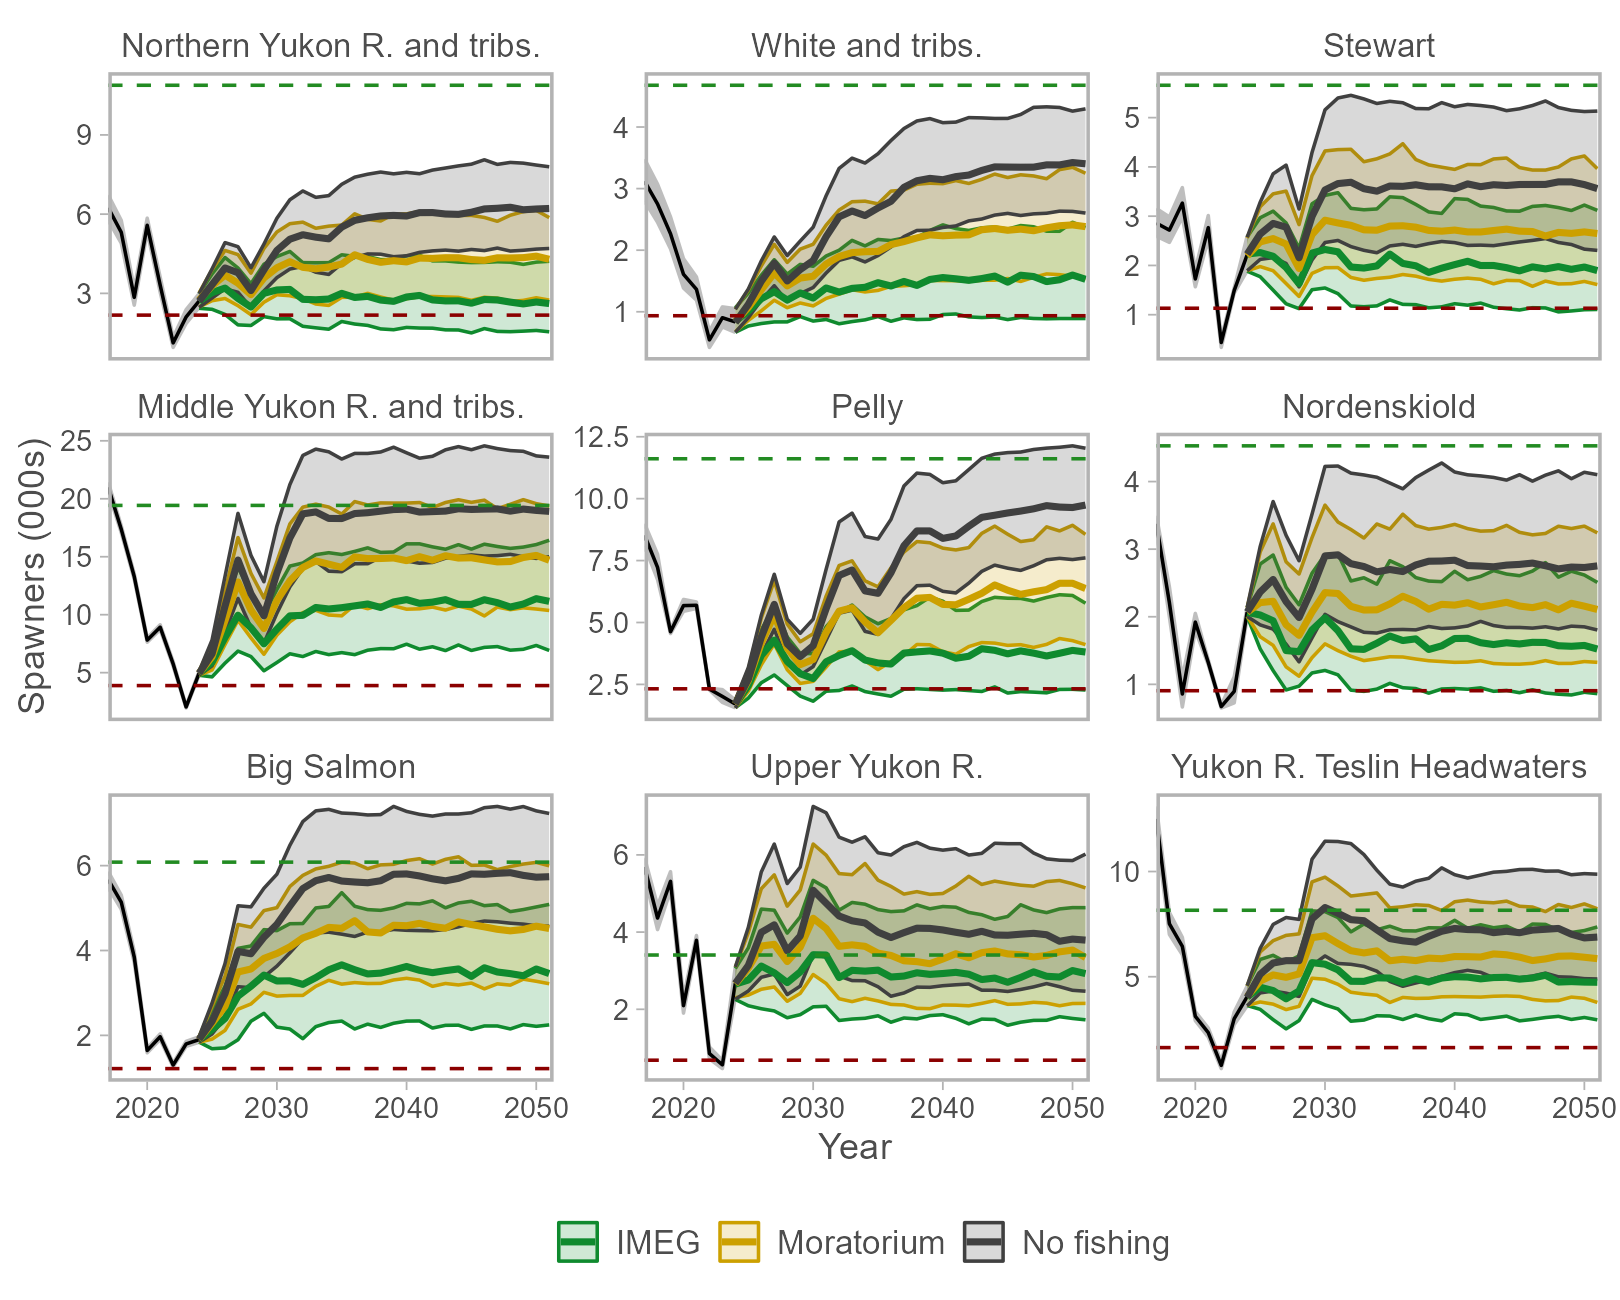 Northern Yukon R. and tribs.
White and tribs.
Stewart
9
6
3
4
3
2
1
5
4
3
2
1
Middle Yukon R. and tribs.
Pelly
Nordenskiold
Spawners (000s)
25
20
15
10
5
12.5
10.0
7.5
5.0
2.5
4
3
2
1
Big Salmon
Upper Yukon R.
Yukon R. Teslin Headwaters
6
4
2
6
4
2
10
5
2020 2030 2040 2050
2020 2030 2040 2050
2020 2030 2040 2050
Year
IMEG Moratorium No fishing